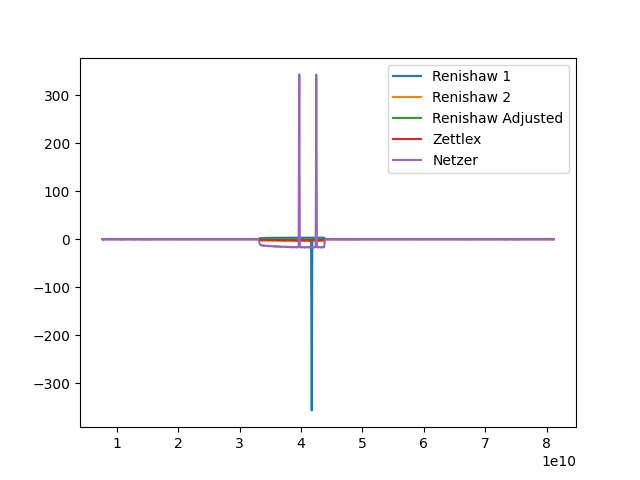 Renishaw 1
Renishaw 2
Renishaw Adjusted
Zettlex
Netzer
300
200
100
0
−100
−200
−300
1 2 3 4 5 6 7 8
1e10